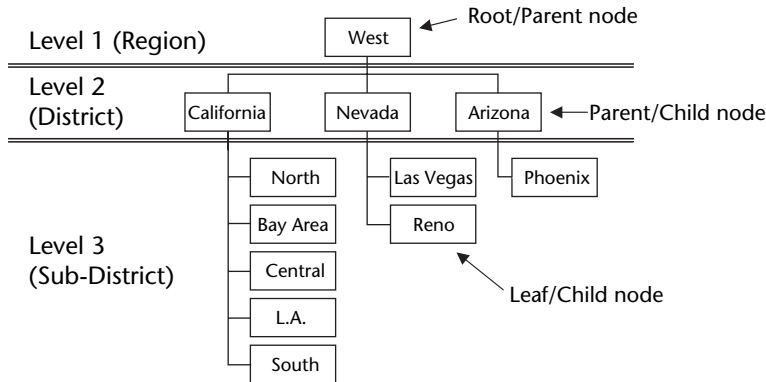 Root/Parent node
Level 1 (Region)
West
Level 2
(District)
California
Nevada
Arizona
Parent/Child node
North
Las Vegas
Phoenix
Bay Area
Reno
Level 3
(Sub-District)
Central
Leaf/Child node
L.A.
South